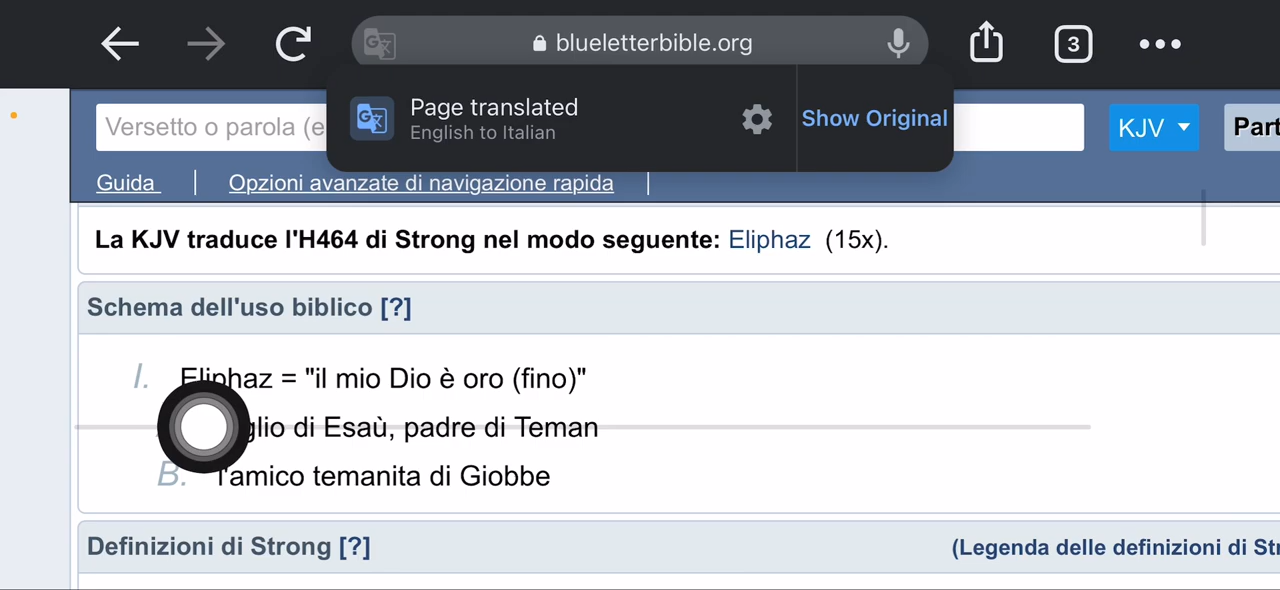 3
blueletterbible.org
Page translated
English to Italian
Show Original
Versetto o parola (e
KJV
Part
Guida
Opzioni avanzate di navigazione rapida
La KJV traduce l'H464 di Strong nel modo seguente: Eliphaz (15x).
Schema dell'uso biblico [?]
I. Eliphaz = "il mio Dio è oro (fino)"
glio di Esaù, padre di Teman
B. l'amico temanita di Giobbe
Definizioni di Strong [?]
(Legenda delle definizioni di Str